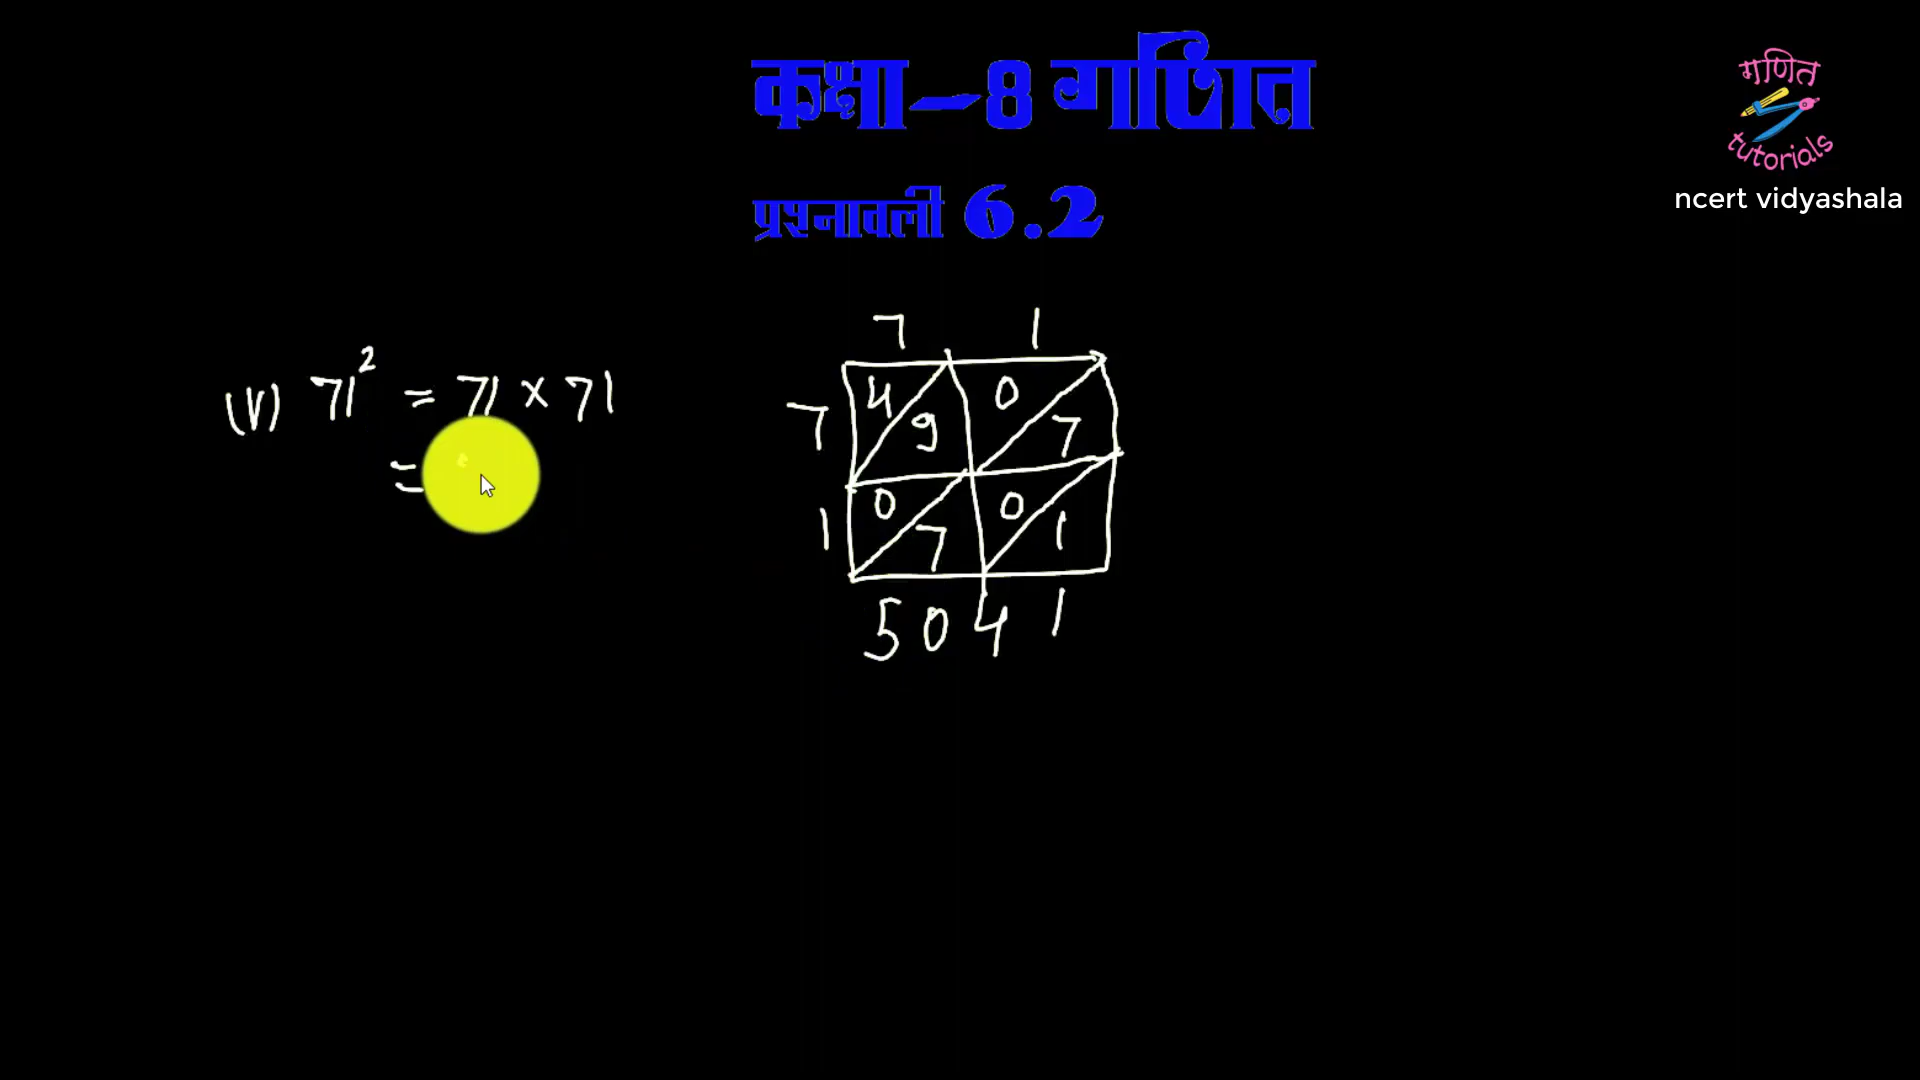 कक्षा-8 गणित
प्रश्नावली 6.2
गणित
tutorials
ncert vidyashala
(V) 71² = 71 × 71
=
7 1
7 4 9 0 7
1 0 7 0 1
5 0 4 1